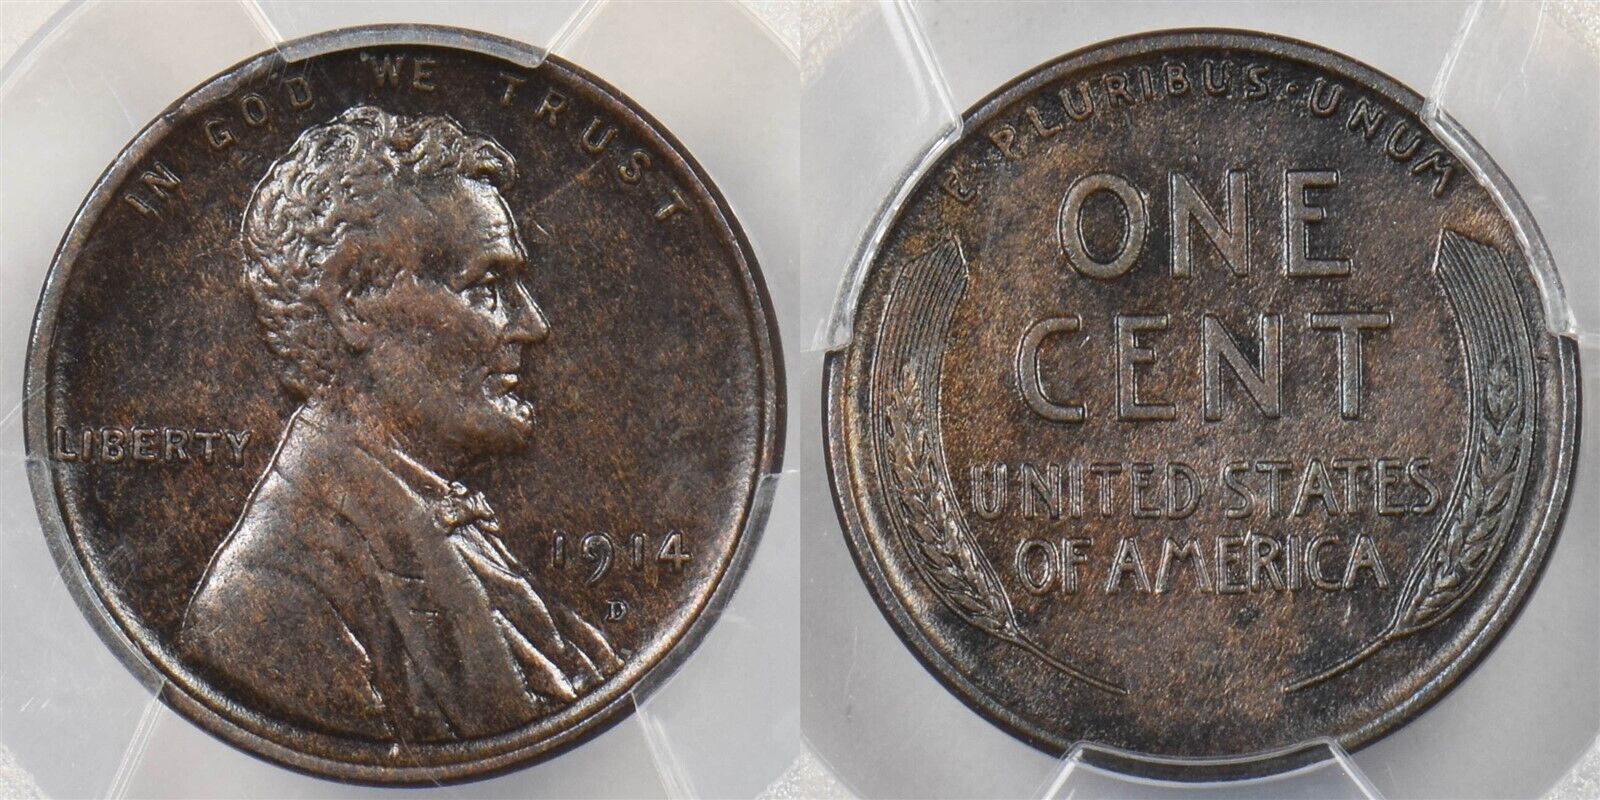 IN GOD WE TRUST
LIBERTY
1914
D
E·PLURIBUS·UNUM
ONE
CENT
UNITED STATES
OF AMERICA